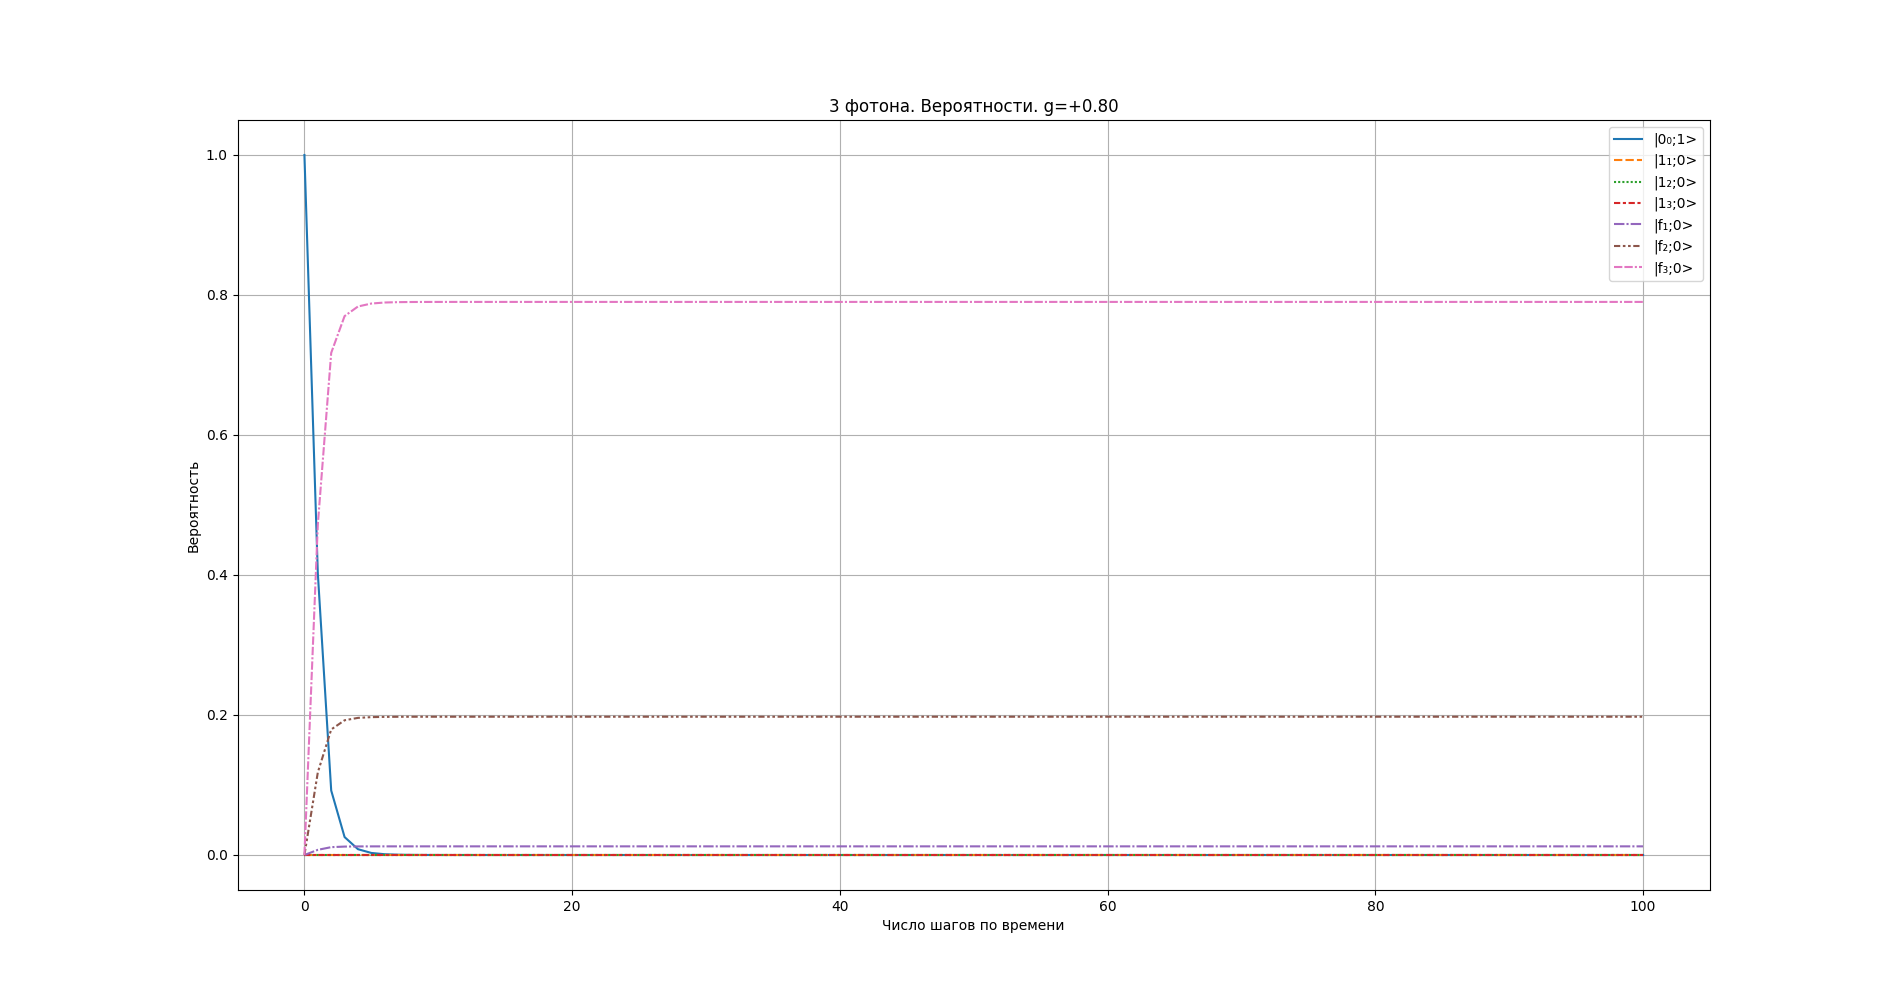 3 фотона. Вероятности. g=+0.80
|0₀;1>
|1₁;0>
|1₂;0>
|1₃;0>
|f₁;0>
|f₂;0>
|f₃;0>
1.0
0.8
0.6
0.4
0.2
0.0
Вероятность
0 20 40 60 80 100
Число шагов по времени